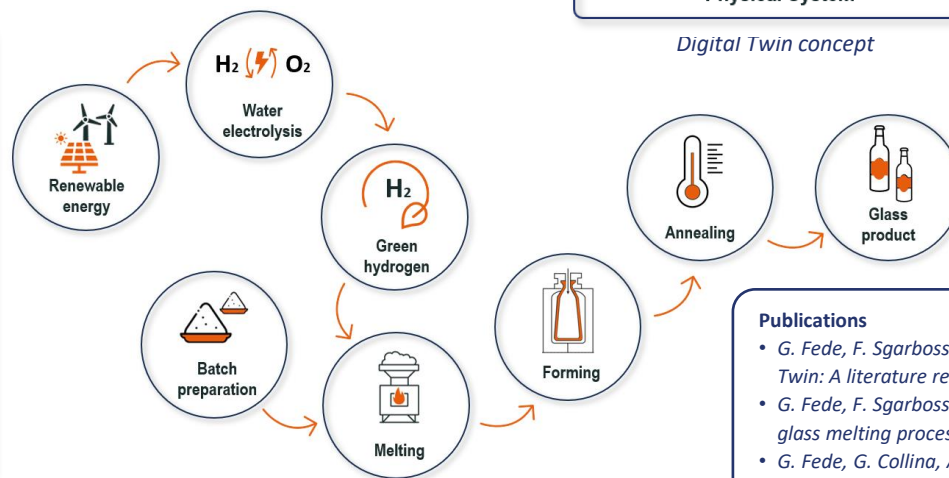 Physical System
Digital Twin concept
H₂ O₂
Water
electrolysis
Renewable
energy
H₂
Green
hydrogen
Annealing
Glass
product
Batch
preparation
Melting
Forming
Publications
• G. Fede, F. Sgarboss
Twin: A literature re
• G. Fede, F. Sgarboss
glass melting proces
• G. Fede, G. Collina,